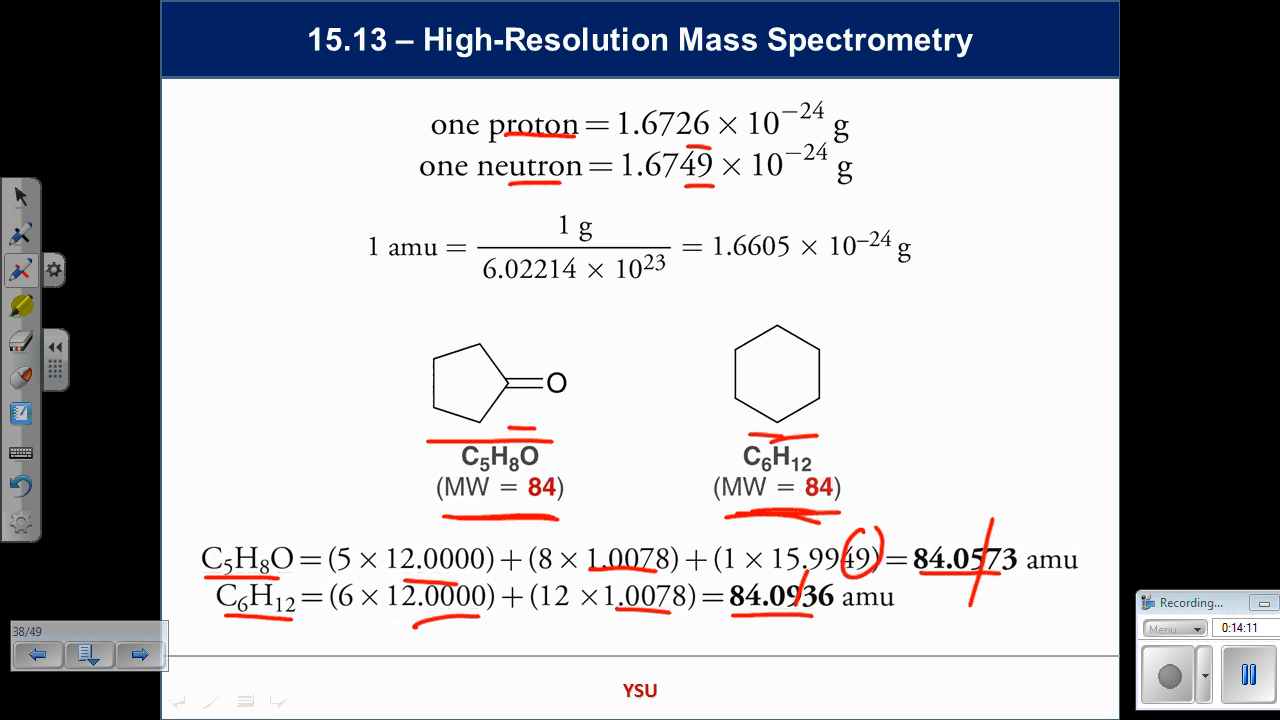 15.13 – High-Resolution Mass Spectrometry
one proton = 1.6726 × 10⁻²⁴ g
one neutron = 1.6749 × 10⁻²⁴ g
1 amu = 1 g / 6.02214 × 10²³ = 1.6605 × 10⁻²⁴ g
O
C₅H₈O
(MW = 84)
C₆H₁₂
(MW = 84)
C₅H₈O = (5 × 12.0000) + (8 × 1.0078) + (1 × 15.9949) = 84.0573 amu
C₆H₁₂ = (6 × 12.0000) + (12 × 1.0078) = 84.0936 amu
YSU
38/49
Recording...
Menu
0:14:11